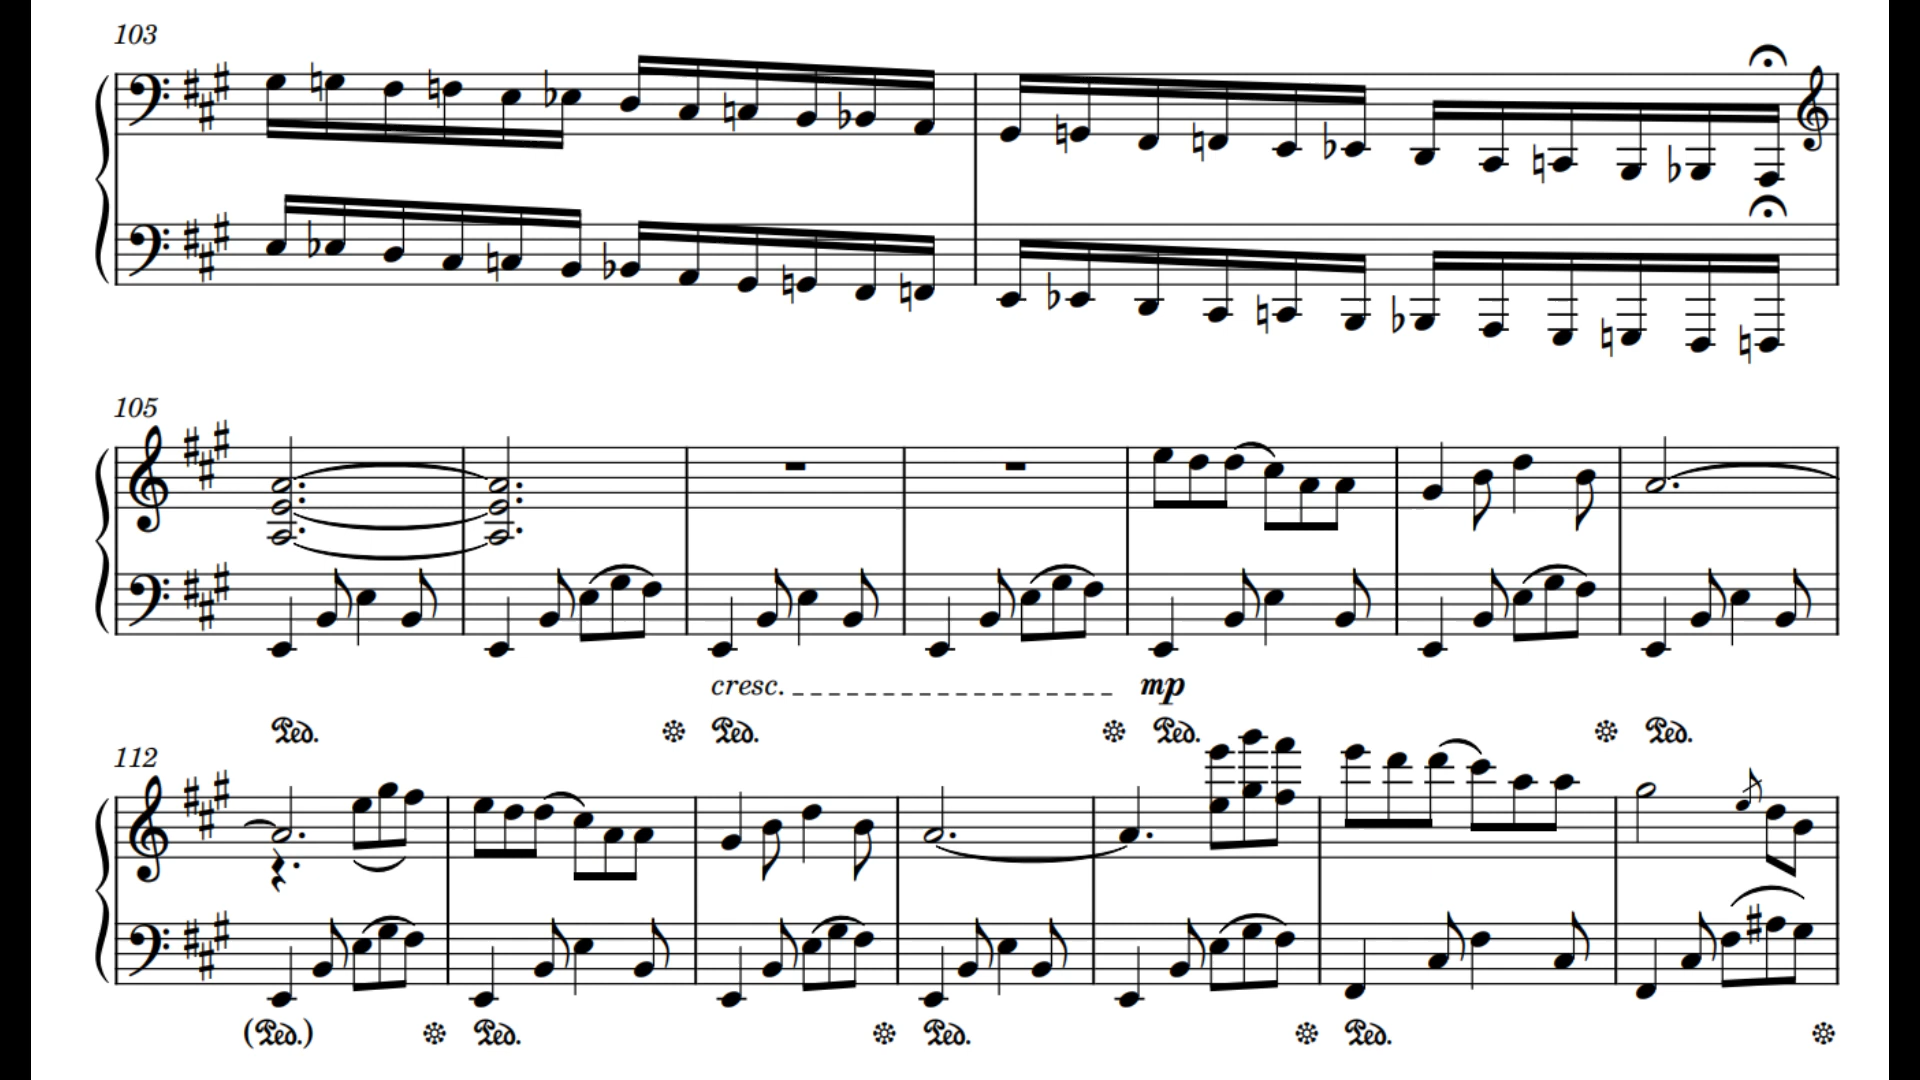 103
105
cresc. mp
Ped. Ped. Ped. Ped.
112
(Ped.) Ped. Ped. Ped.